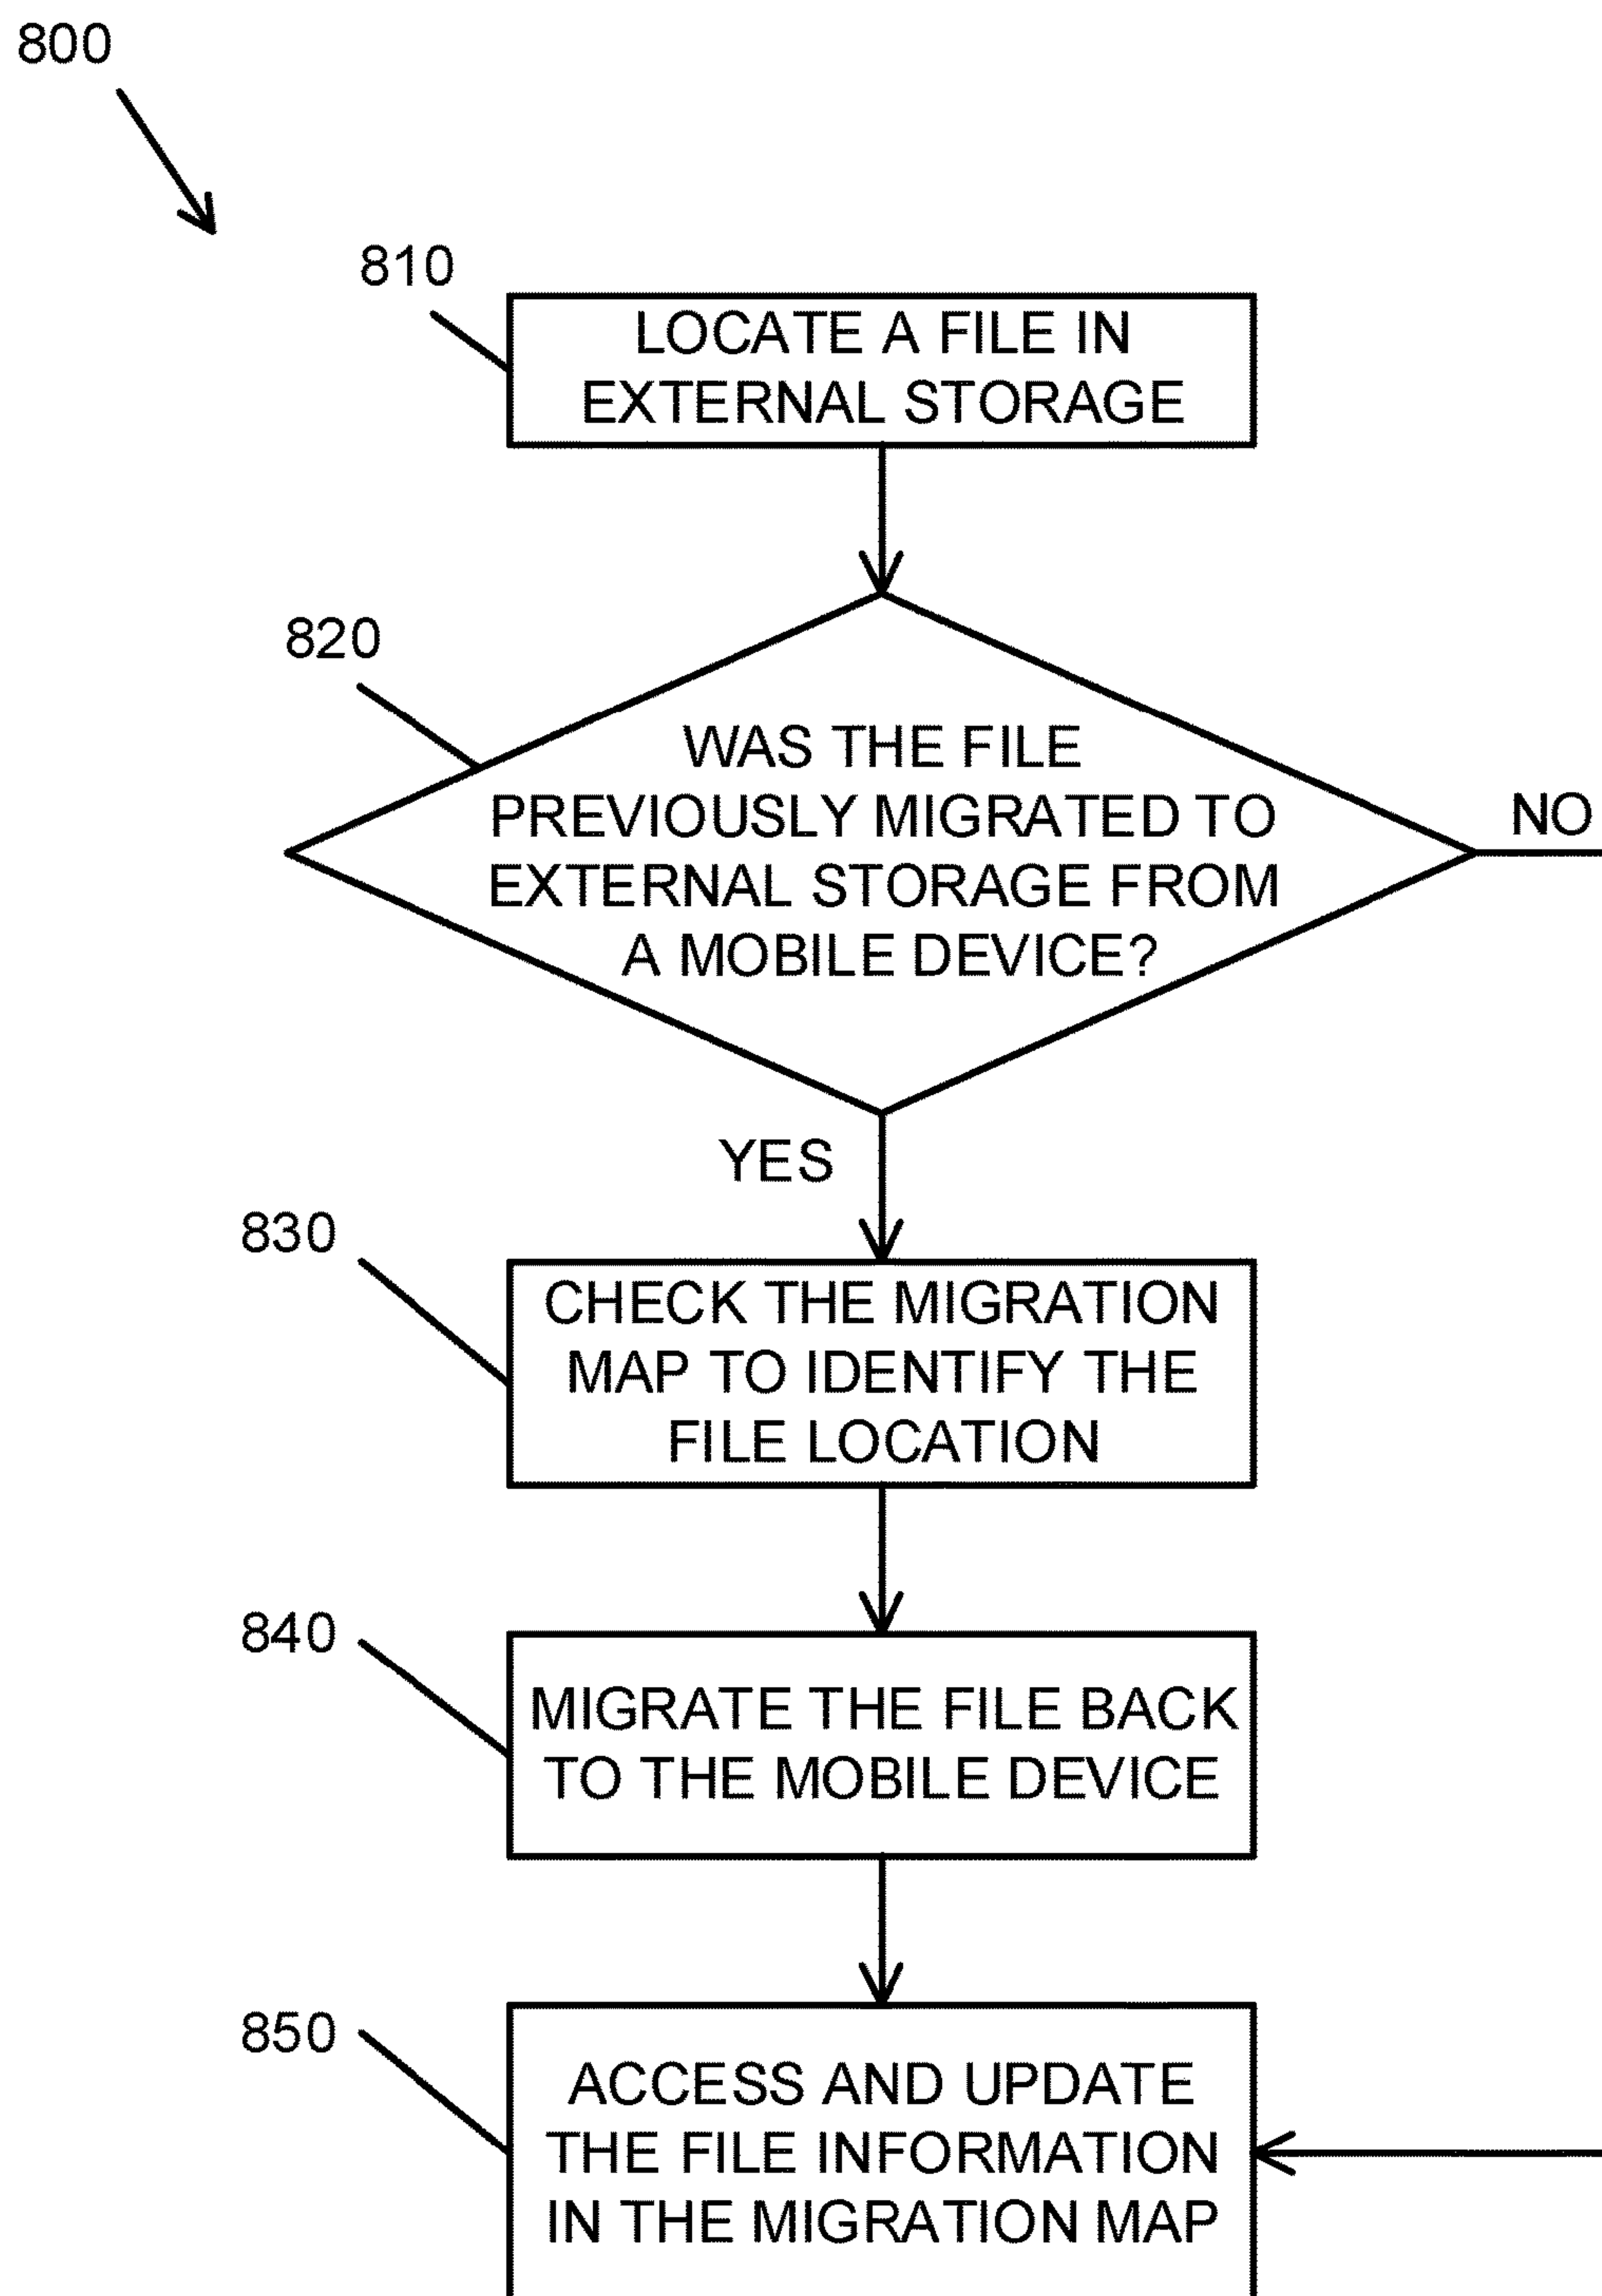 800
810
LOCATE A FILE IN
EXTERNAL STORAGE
820
WAS THE FILE
PREVIOUSLY MIGRATED TO
EXTERNAL STORAGE FROM
A MOBILE DEVICE?
NO
YES
830
CHECK THE MIGRATION
MAP TO IDENTIFY THE
FILE LOCATION
840
MIGRATE THE FILE BACK
TO THE MOBILE DEVICE
850
ACCESS AND UPDATE
THE FILE INFORMATION
IN THE MIGRATION MAP